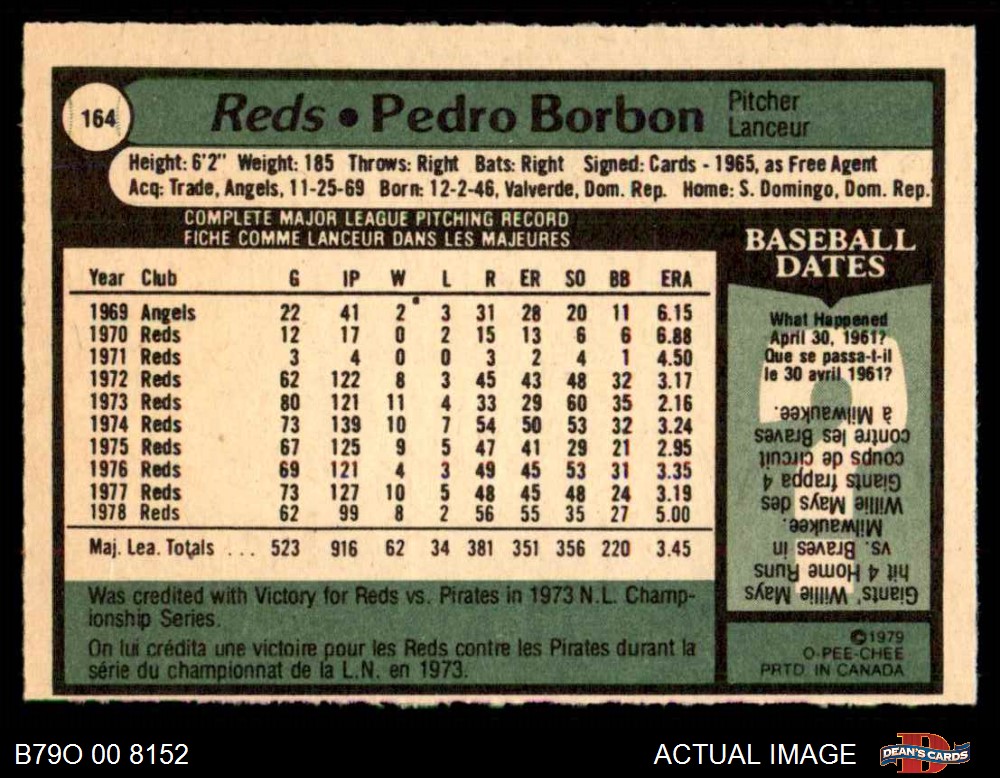 164
Reds • Pedro Borbon
Pitcher
Lanceur
Height: 6'2" Weight: 185 Throws: Right Bats: Right Signed: Cards - 1965, as Free Agent
Acq: Trade, Angels, 11-25-69 Born: 12-2-46, Valverde, Dom. Rep. Home: S. Domingo, Dom. Rep.
COMPLETE MAJOR LEAGUE PITCHING RECORD
FICHE COMME LANCEUR DANS LES MAJEURES
Year Club G IP W L R ER SO BB ERA
1969 Angels 22 41 2 3 31 28 20 11 6.15
1970 Reds 12 17 0 2 15 13 6 6 6.88
1971 Reds 3 4 0 0 3 2 4 1 4.50
1972 Reds 62 122 8 3 45 43 48 32 3.17
1973 Reds 80 121 11 4 33 29 60 35 2.16
1974 Reds 73 139 10 7 54 50 53 32 3.24
1975 Reds 67 125 9 5 47 41 29 21 2.95
1976 Reds 69 121 4 3 49 45 53 31 3.35
1977 Reds 73 127 10 5 48 45 48 24 3.19
1978 Reds 62 99 8 2 56 55 35 27 5.00
Maj. Lea. Totals ... 523 916 62 34 381 351 356 220 3.45
Was credited with Victory for Reds vs. Pirates in 1973 N.L. Champ-
ionship Series.
On lui crédita une victoire pour les Reds contre les Pirates durant la
série du championnat de la L.N. en 1973.
BASEBALL
DATES
What Happened
April 30, 1961?
Que se passa-t-il
le 30 avril 1961?
Giants' Willie Mays
hit 4 Home Runs
vs. Braves in
Milwaukee.
Willie Mays des
Giants frappa 4
coups de circuit
contre les Braves
à Milwaukee.
©1979
O-PEE-CHEE
PRTD. IN CANADA
B79O 00 8152
ACTUAL IMAGE
DEAN'S CARDS